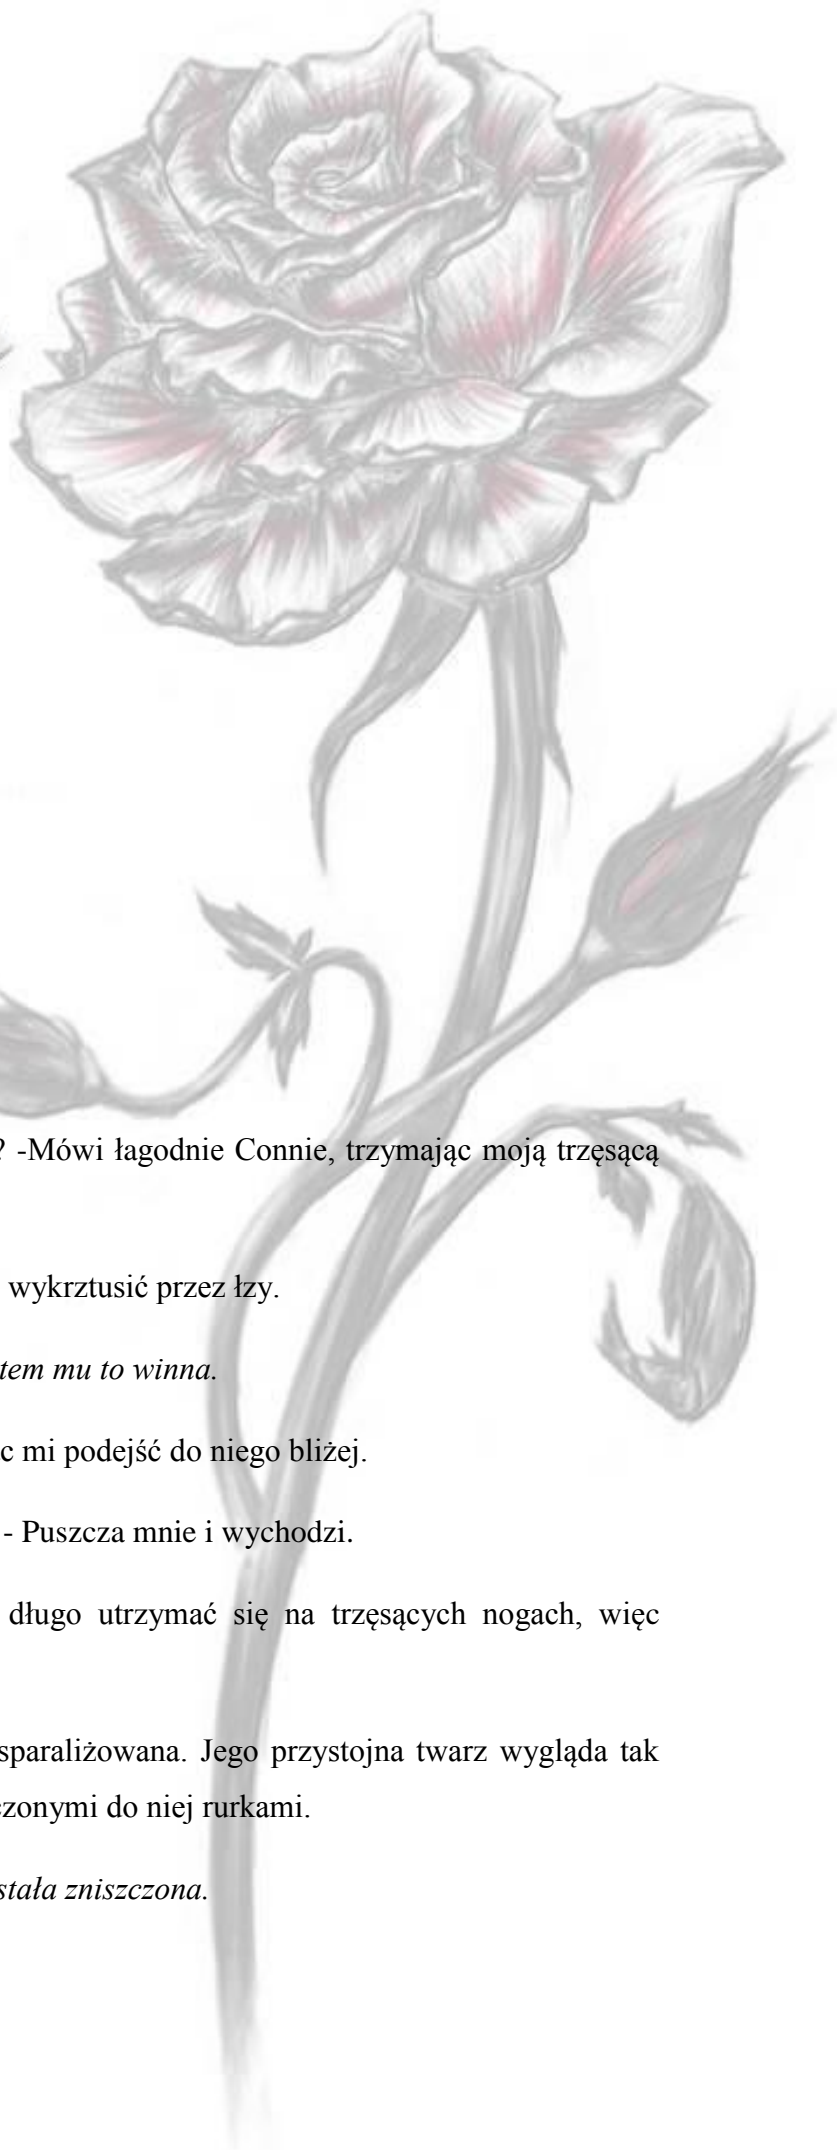 ? -Mówi łagodnie Connie, trzymając moją trzęsącą
wykrztusić przez łzy.
tem mu to winna.
c mi podejść do niego bliżej.
- Puszcza mnie i wychodzi.
długo utrzymać się na trzęsących nogach, więc
sparaliżowana. Jego przystojna twarz wygląda tak
czonymi do niej rurkami.
stała zniszczona.